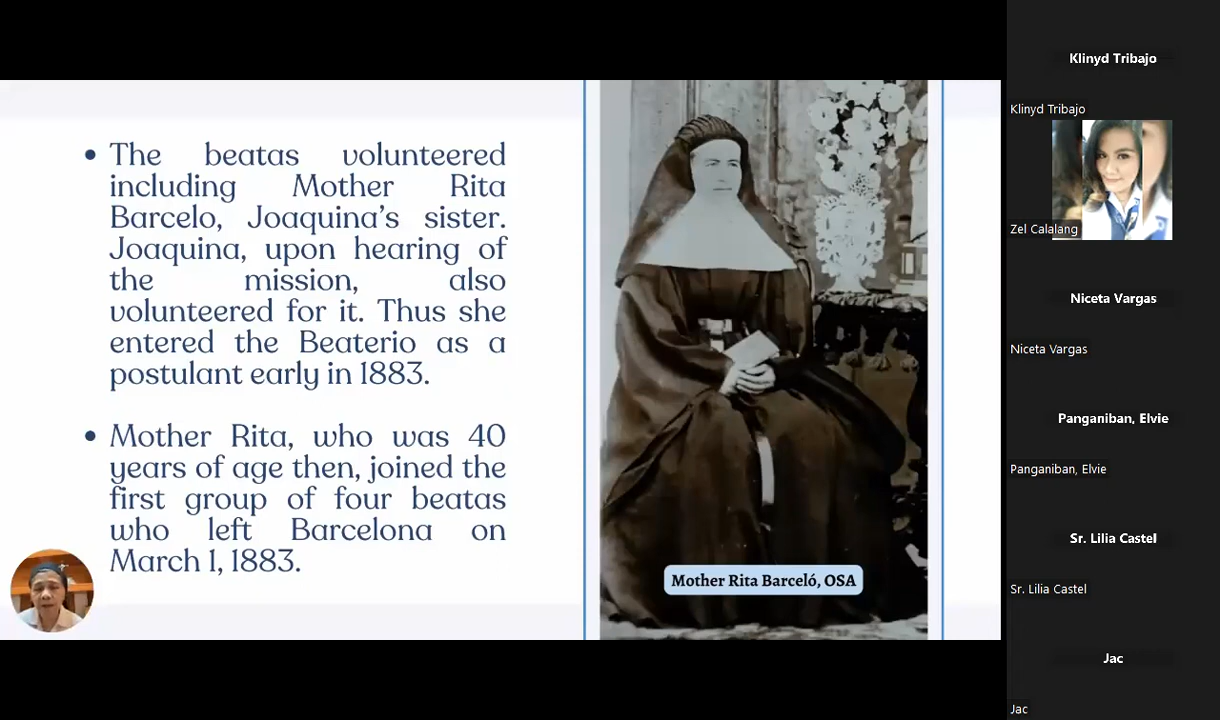 • The beatas volunteered
including Mother Rita
Barcelo, Joaquina's sister.
Joaquina, upon hearing of
the mission, also
volunteered for it. Thus she
entered the Beaterio as a
postulant early in 1883.
• Mother Rita, who was 40
years of age then, joined the
first group of four beatas
who left Barcelona on
March 1, 1883.
Mother Rita Barceló, OSA
Klinyd Tribajo
Klinyd Tribajo
Zel Calalang
Niceta Vargas
Niceta Vargas
Panganiban, Elvie
Panganiban, Elvie
Sr. Lilia Castel
Sr. Lilia Castel
Jac
Jac